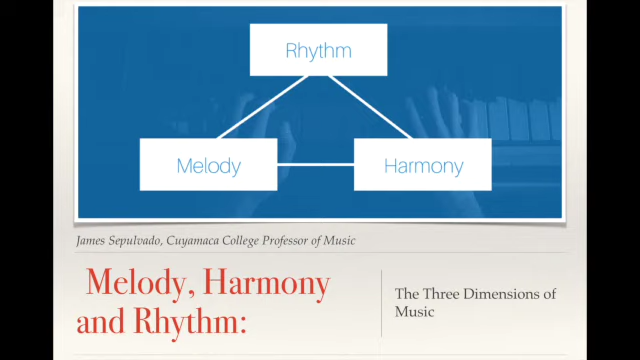 Rhythm
Melody
Harmony
James Sepulvado, Cuyamaca College Professor of Music
Melody, Harmony
and Rhythm:
The Three Dimensions of
Music